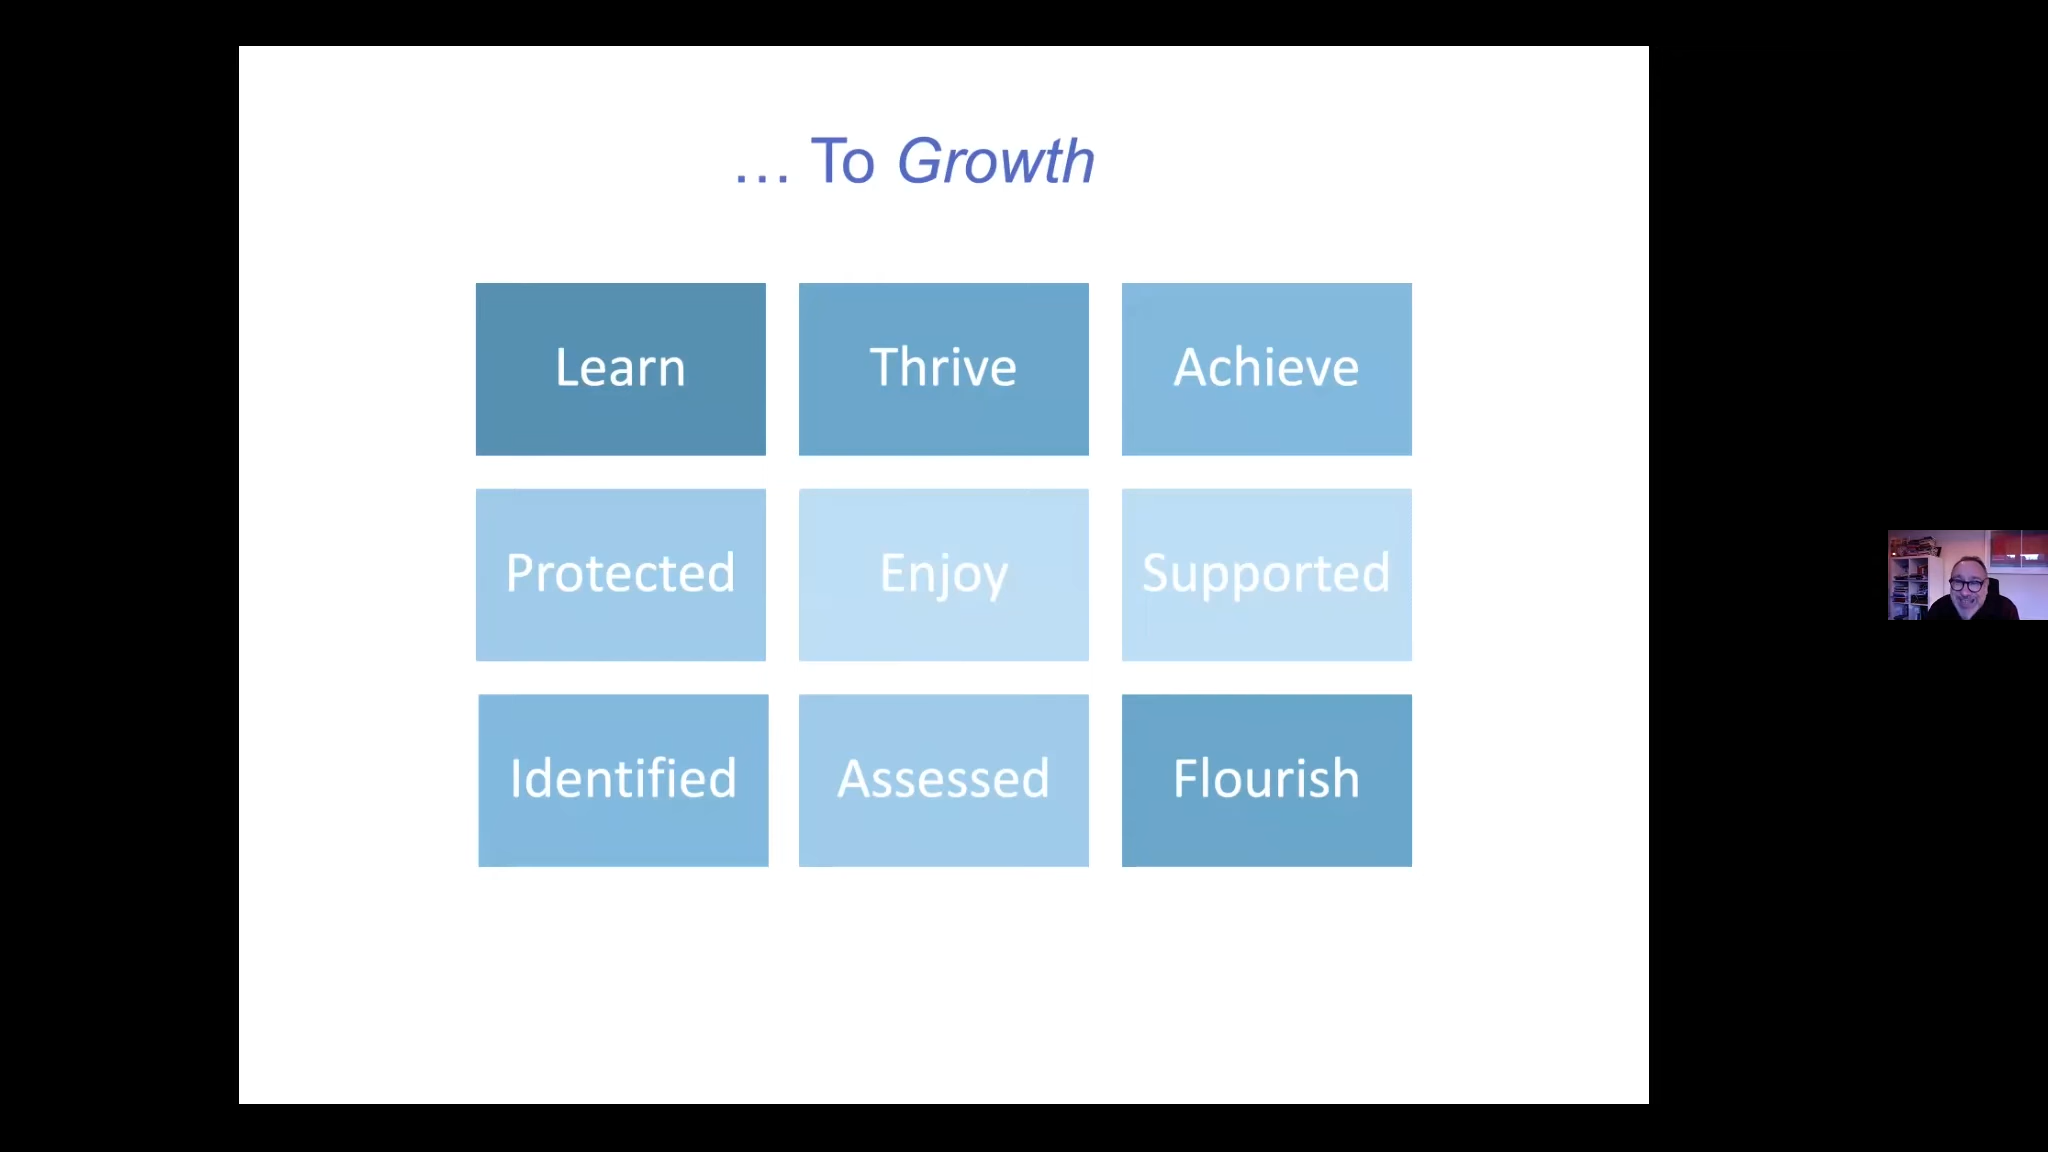 … To Growth
Learn
Thrive
Achieve
Protected
Enjoy
Supported
Identified
Assessed
Flourish